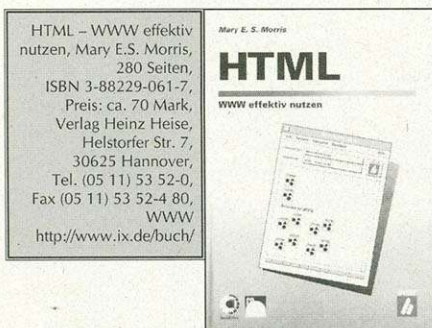 HTML – WWW effektiv
nutzen, Mary E.S. Morris,
280 Seiten,
ISBN 3-88229-061-7,
Preis: ca. 70 Mark,
Verlag Heinz Heise,
Helstorfer Str. 7,
30625 Hannover,
Tel. (05 11) 53 52-0,
Fax (05 11) 53 52-4 80,
WWW
http://www.ix.de/buch/
Mary E. S. Morris
HTML
WWW effektiv nutzen